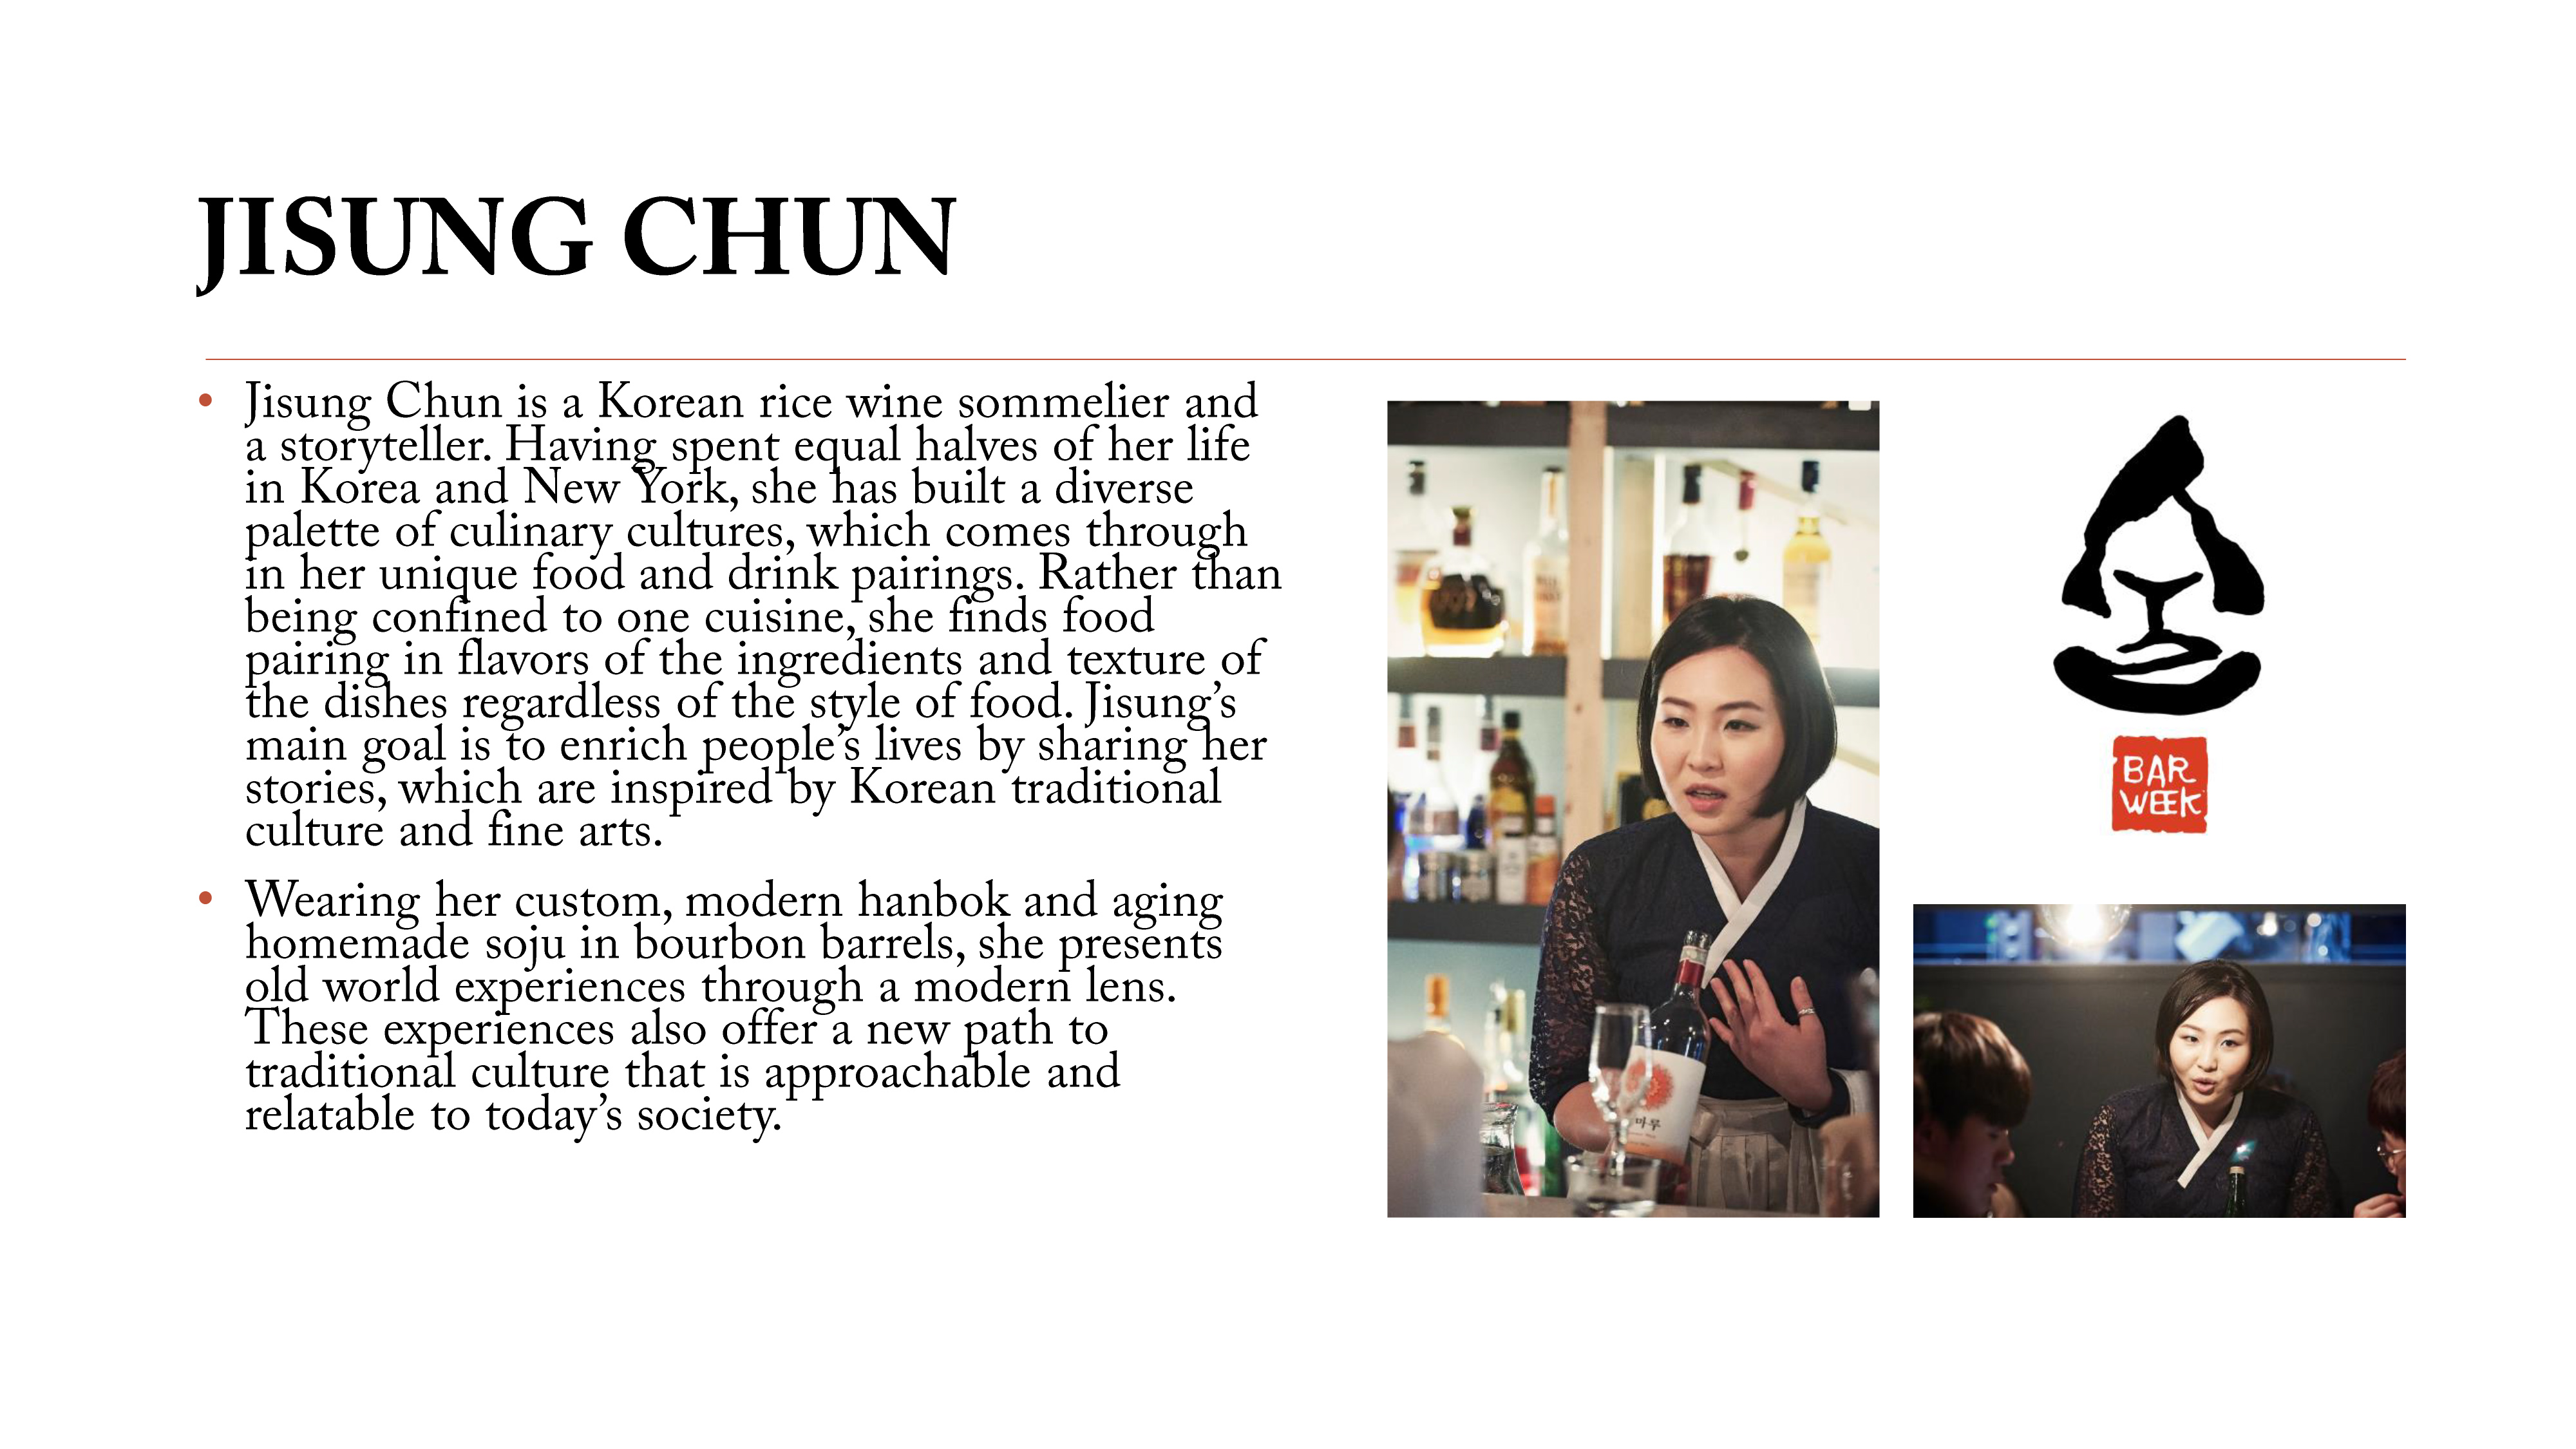 JISUNG CHUN
• Jisung Chun is a Korean rice wine sommelier and
a storyteller. Having spent equal halves of her life
in Korea and New York, she has built a diverse
palette of culinary cultures, which comes through
in her unique food and drink pairings. Rather than
being confined to one cuisine, she finds food
pairing in flavors of the ingredients and texture of
the dishes regardless of the style of food. Jisung’s
main goal is to enrich people’s lives by sharing her
stories, which are inspired by Korean traditional
culture and fine arts.
• Wearing her custom, modern hanbok and aging
homemade soju in bourbon barrels, she presents
old world experiences through a modern lens.
These experiences also offer a new path to
traditional culture that is approachable and
relatable to today’s society.
BAR
WEEK
마루